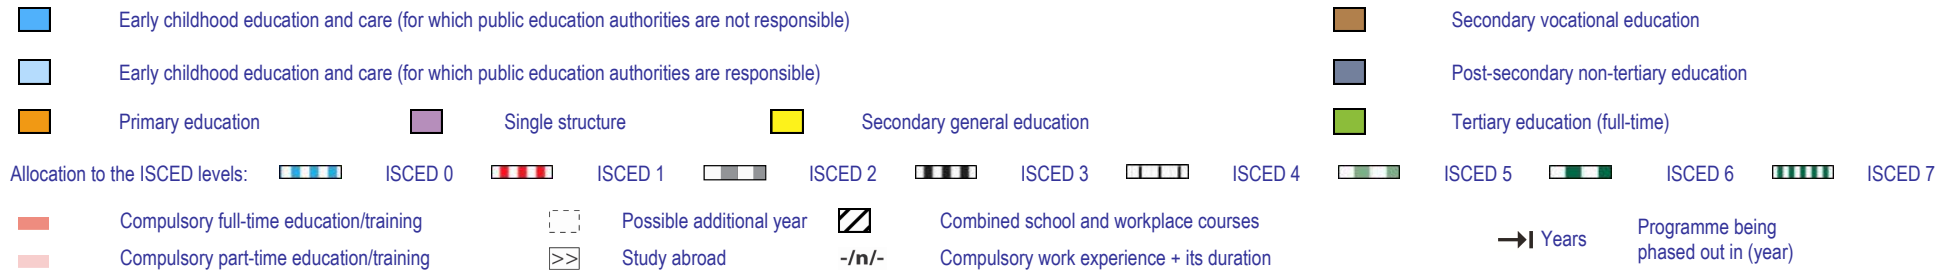 Early childhood education and care (for which public education authorities are not responsible)
Secondary vocational education
Early childhood education and care (for which public education authorities are responsible)
Post-secondary non-tertiary education
Primary education
Single structure
Secondary general education
Tertiary education (full-time)
Allocation to the ISCED levels:
ISCED 0
ISCED 1
ISCED 2
ISCED 3
ISCED 4
ISCED 5
ISCED 6
ISCED 7
Compulsory full-time education/training
Possible additional year
Combined school and workplace courses
Years
Programme being
phased out in (year)
Compulsory part-time education/training
>>
Study abroad
-/n/-
Compulsory work experience + its duration